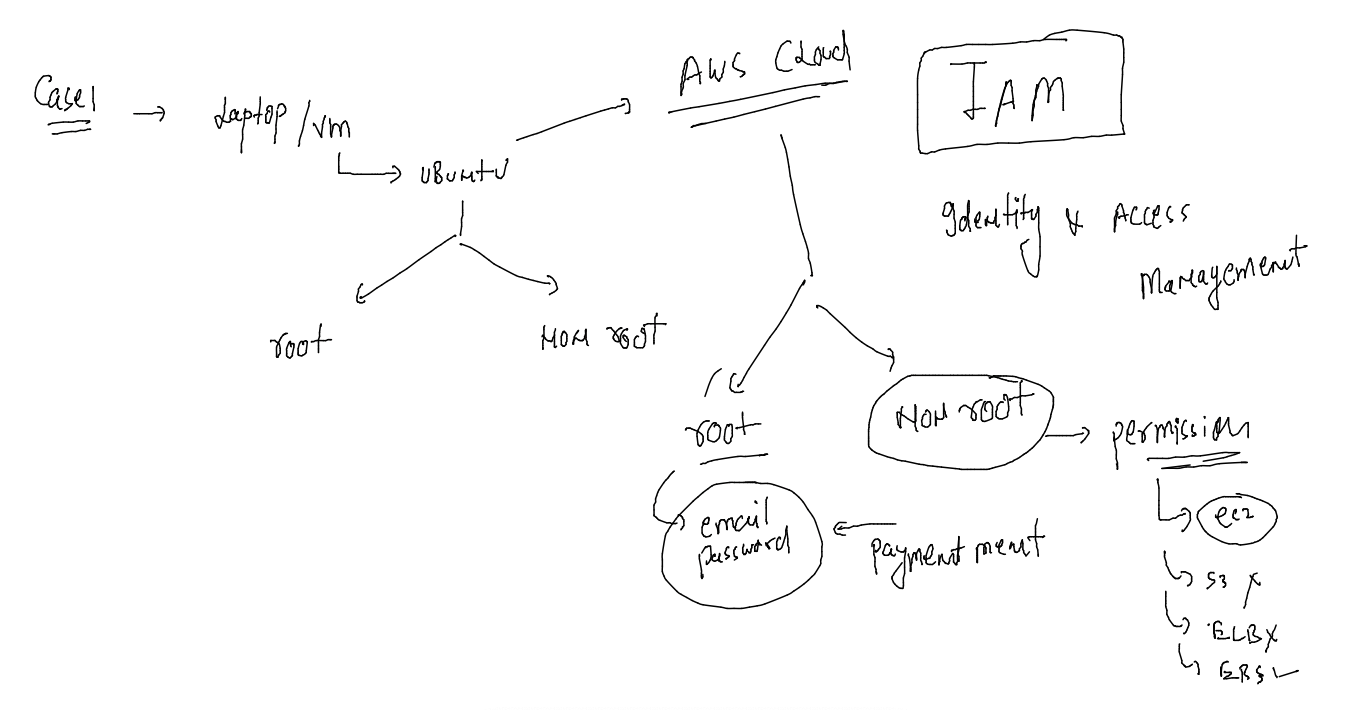 Case1 → Laptop/vm
UBUNTU
root
NON root
AWS Cloud
IAM
Identity & Access
Management
root
email
password
payment ment
NON root → permission
ec2
S3 X
ELB X
EBS ✓